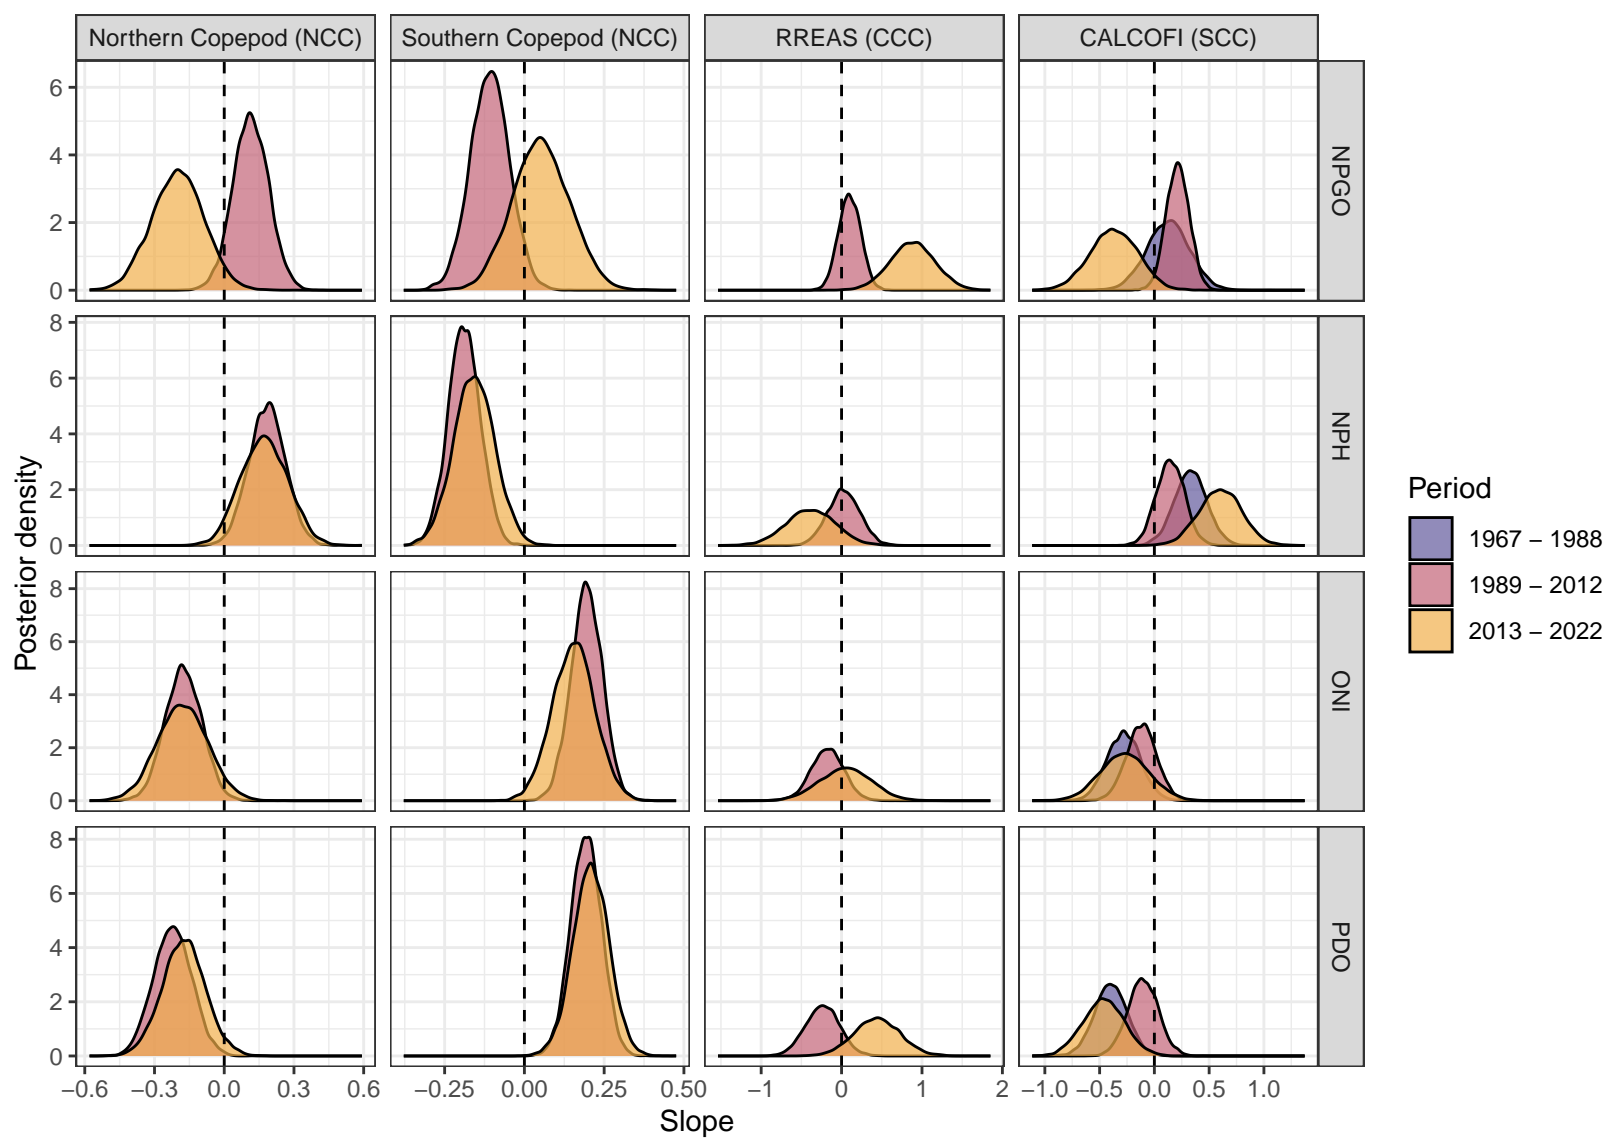 Northern Copepod (NCC) Southern Copepod (NCC) RREAS (CCC) CALCOFI (SCC)
6
4
2
0
NPGO
8
6
4
2
0
NPH
8
6
4
2
0
ONI
8
6
4
2
0
PDO
−0.6 −0.3 0.0 0.3 0.6 −0.25 0.00 0.25 0.50 −1 0 1 2 −1.0 −0.5 0.0 0.5 1.0
Slope
Posterior density
Period
1967 − 1988
1989 − 2012
2013 − 2022